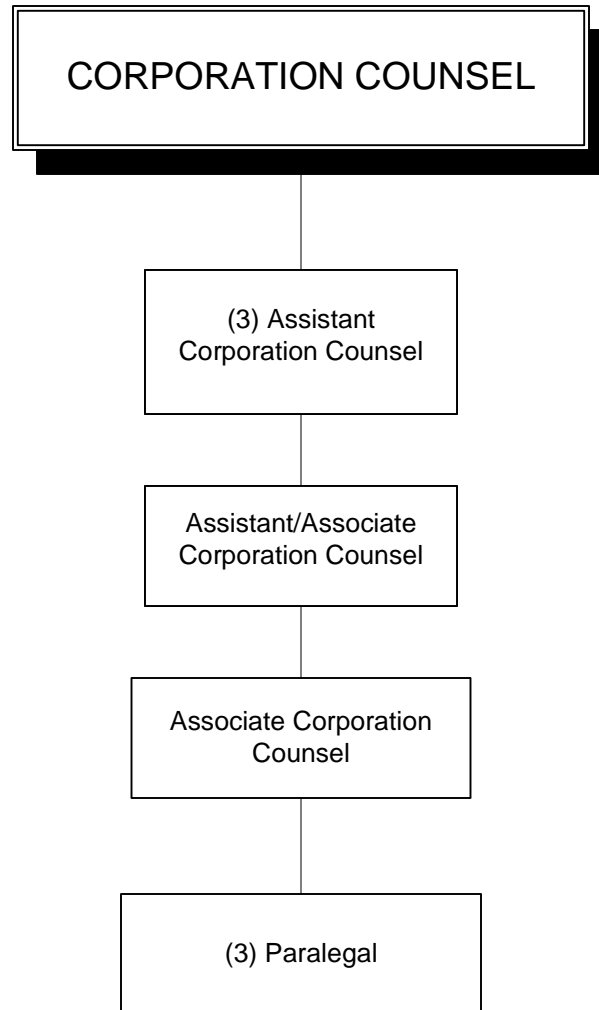 CORPORATION COUNSEL
(3) Assistant
Corporation Counsel
Assistant/Associate
Corporation Counsel
Associate Corporation
Counsel
(3) Paralegal